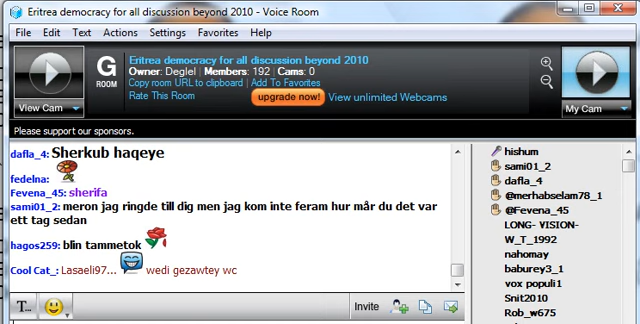 Eritrea democracy for all discussion beyond 2010 - Voice Room
File Edit Text Actions Settings Favorites Help
Eritrea democracy for all discussion beyond 2010
G ROOM
Owner: Deglel | Members: 192 | Cams: 0
Copy room URL to clipboard | Add To Favorites
Rate This Room
upgrade now! View unlimited Webcams
View Cam
My Cam
Please support our sponsors.
dafla_4: Sherkub haqeye
fedelna:
Fevena_45: sherifa
sami01_2: meron jag ringde till dig men jag kom inte feram hur mår du det var
ett tag sedan
hagos259: blin tammetok
Cool Cat_: Lasaeli97... wedi gezawtey wc
T...
Invite
hishum
sami01_2
dafla_4
@merhabselam78_1
@Fevena_45
LONG- VISION-
W_T_1992
nahomay
baburey3_1
vox populi1
Snit2010
Rob_w675